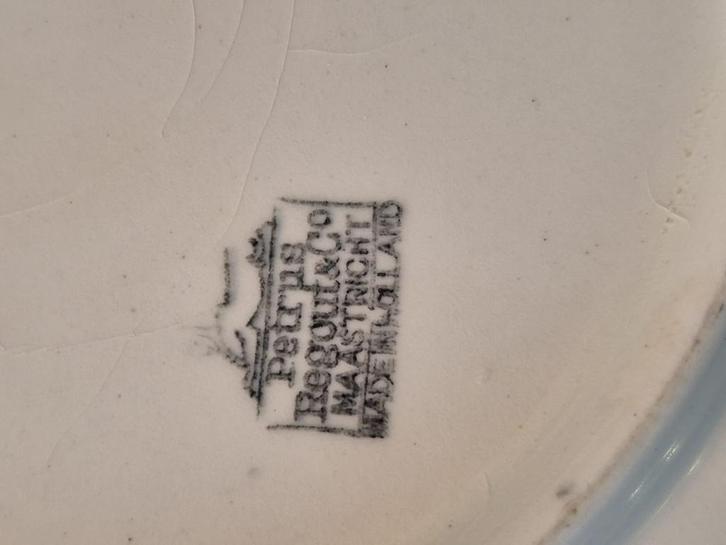 Petrus
Regout&Co
MAASTRICHT
MADE IN HOLLAND